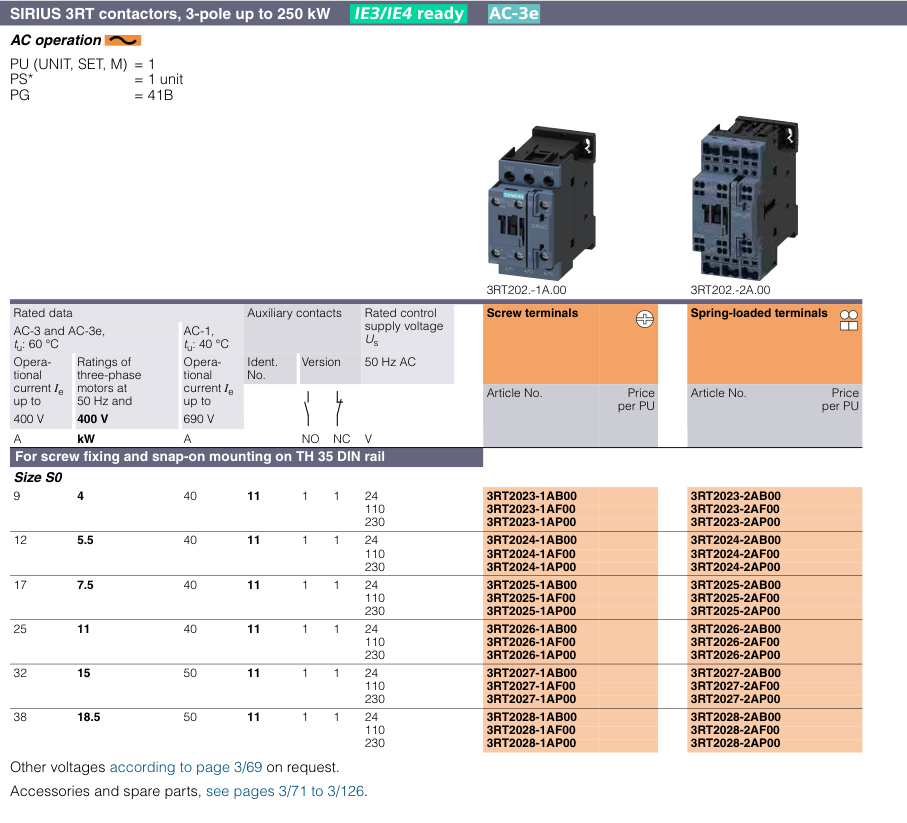 SIRIUS 3RT contactors, 3-pole up to 250 kW IE3/IE4 ready AC-3e
AC operation
PU (UNIT, SET, M) = 1
PS* = 1 unit
PG = 41B
SIEMENS
SIRIUS
3RT202.-1A.00 3RT202.-2A.00
Rated data Auxiliary contacts Rated control supply voltage Us Screw terminals Spring-loaded terminals
AC-3 and AC-3e, tu: 60 °C AC-1, tu: 40 °C
Opera-tional current Ie up to Ratings of three-phase motors at 50 Hz and Opera-tional current Ie up to Ident. No. Version 50 Hz AC Article No. Price per PU Article No. Price per PU
400 V 400 V 690 V
A kW A NO NC V
For screw fixing and snap-on mounting on TH 35 DIN rail
Size S0
9 4 40 11 1 1 24 3RT2023-1AB00 3RT2023-2AB00
110 3RT2023-1AF00 3RT2023-2AF00
230 3RT2023-1AP00 3RT2023-2AP00
12 5.5 40 11 1 1 24 3RT2024-1AB00 3RT2024-2AB00
110 3RT2024-1AF00 3RT2024-2AF00
230 3RT2024-1AP00 3RT2024-2AP00
17 7.5 40 11 1 1 24 3RT2025-1AB00 3RT2025-2AB00
110 3RT2025-1AF00 3RT2025-2AF00
230 3RT2025-1AP00 3RT2025-2AP00
25 11 40 11 1 1 24 3RT2026-1AB00 3RT2026-2AB00
110 3RT2026-1AF00 3RT2026-2AF00
230 3RT2026-1AP00 3RT2026-2AP00
32 15 50 11 1 1 24 3RT2027-1AB00 3RT2027-2AB00
110 3RT2027-1AF00 3RT2027-2AF00
230 3RT2027-1AP00 3RT2027-2AP00
38 18.5 50 11 1 1 24 3RT2028-1AB00 3RT2028-2AB00
110 3RT2028-1AB00 3RT2028-2AF00
230 3RT2028-1AP00 3RT2028-2AP00
Other voltages according to page 3/69 on request.
Accessories and spare parts, see pages 3/71 to 3/126.